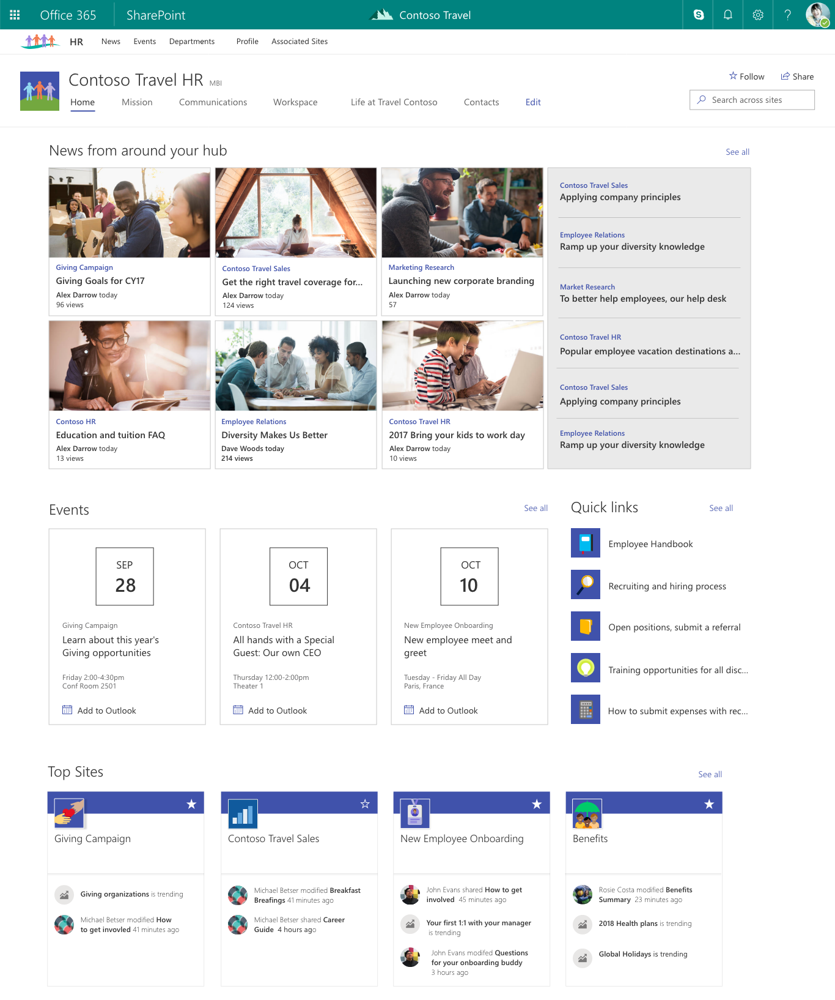 Office 365
SharePoint
Contoso Travel
HR
News
Events
Departments
Profile
Associated Sites
Contoso Travel HR MBI
Follow
Share
Home
Mission
Communications
Workspace
Life at Travel Contoso
Contacts
Edit
Search across sites
News from around your hub
See all
Giving Campaign
Giving Goals for CY17
Alex Darrow today
96 views
Contoso Travel Sales
Get the right travel coverage for...
Alex Darrow today
124 views
Marketing Research
Launching new corporate branding
Alex Darrow today
57
Contoso HR
Education and tuition FAQ
Alex Darrow today
13 views
Employee Relations
Diversity Makes Us Better
Dave Woods today
214 views
Contoso Travel HR
2017 Bring your kids to work day
Alex Darrow today
10 views
Contoso Travel Sales
Applying company principles
Employee Relations
Ramp up your diversity knowledge
Market Research
To better help employees, our help desk
Contoso Travel HR
Popular employee vacation destinations a...
Contoso Travel Sales
Applying company principles
Employee Relations
Ramp up your diversity knowledge
Events
See all
SEP
28
Giving Campaign
Learn about this year's
Giving opportunities
Friday 2:00-4:30pm
Conf Room 2501
Add to Outlook
OCT
04
Contoso Travel HR
All hands with a Special
Guest: Our own CEO
Thursday 12:00-2:00pm
Theater 1
Add to Outlook
OCT
10
New Employee Onboarding
New employee meet and
greet
Tuesday - Friday All Day
Paris, France
Add to Outlook
Quick links
See all
Employee Handbook
Recruiting and hiring process
Open positions, submit a referral
Training opportunities for all disc...
How to submit expenses with rec...
Top Sites
See all
Giving Campaign
Giving organizations is trending
Michael Betser modified How
to get invovled 41 minutes ago
Contoso Travel Sales
Michael Betser modified Breakfast
Breafings 41 minutes ago
Michael Betser shared Career
Guide 4 hours ago
New Employee Onboarding
John Evans shared How to get
involved 45 minutes ago
Your first 1:1 with your manager
is trending
John Evans modifed Questions
for your onboarding buddy
3 hours ago
Benefits
Rosie Costa modified Benefits
Summary 23 minutes ago
2018 Health plans is trending
Global Holidays is trending